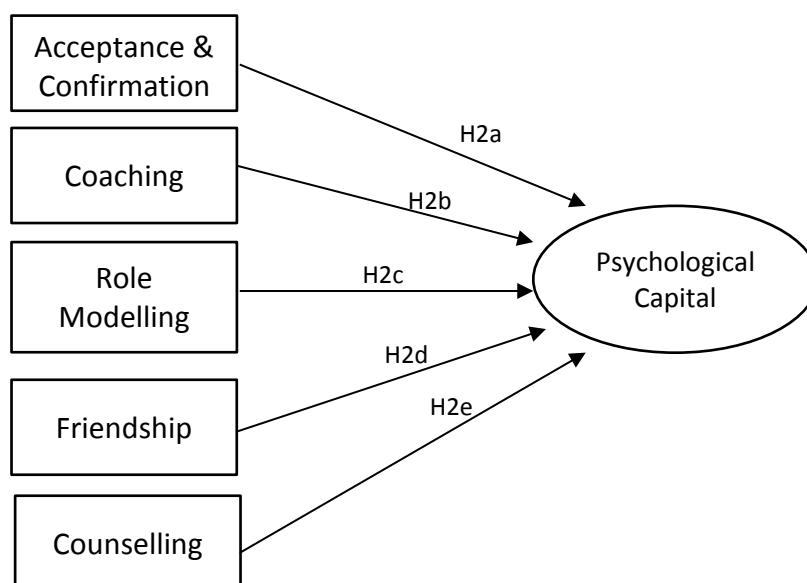 Acceptance &
Confirmation
H2a
Coaching
H2b
Role
Modelling
H2c
Psychological
Capital
Friendship
H2d
Counselling
H2e